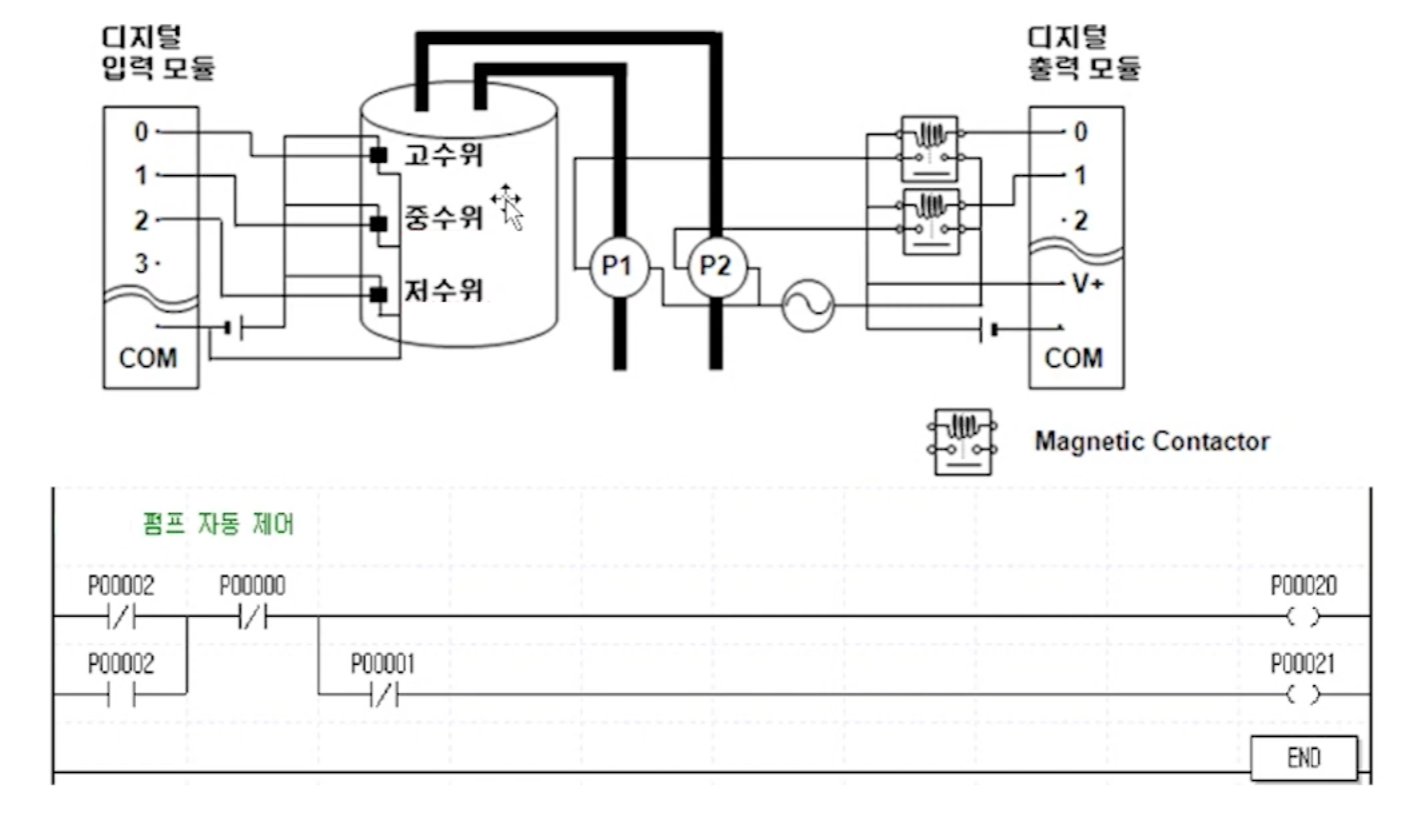 디지털
입력 모듈
디지털
출력 모듈
0
1
2
3
COM
고수위
중수위
저수위
P1
P2
0
1
2
V+
COM
Magnetic Contactor
펌프 자동 제어
P00002
P00000
P00020
P00002
P00001
P00021
END